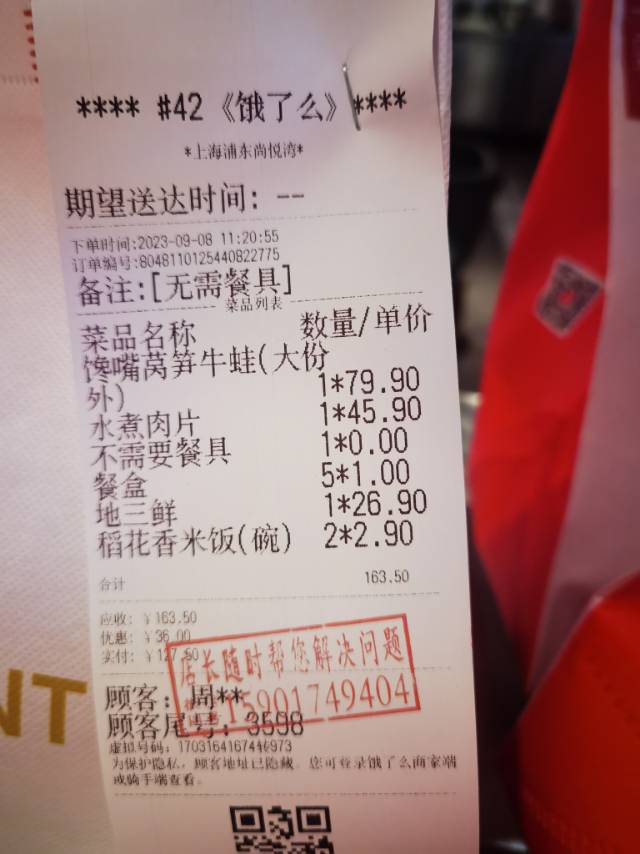 **** #42《饿了么》****
*上海浦东尚悦湾*
期望送达时间: --
下单时间:2023-09-08 11:20:55
订单编号:8048110125440822775
备注:[无需餐具]
菜品列表
菜品名称 数量/单价
馋嘴莴笋牛蛙(大份
外) 1*79.90
水煮肉片 1*45.90
不需要餐具 1*0.00
餐盒 5*1.00
地三鲜 1*26.90
稻花香米饭(碗) 2*2.90
合计 163.50
应收: ￥163.50
优惠: ￥36.00
实付: ￥127.50
店长随时帮您解决问题
15901749404
顾客: 周**
顾客尾号: 3598
虚拟号码: 1703164167446973
为保护隐私, 顾客地址已隐藏. 您可登录饿了么商家端
或骑手端查看.
NT